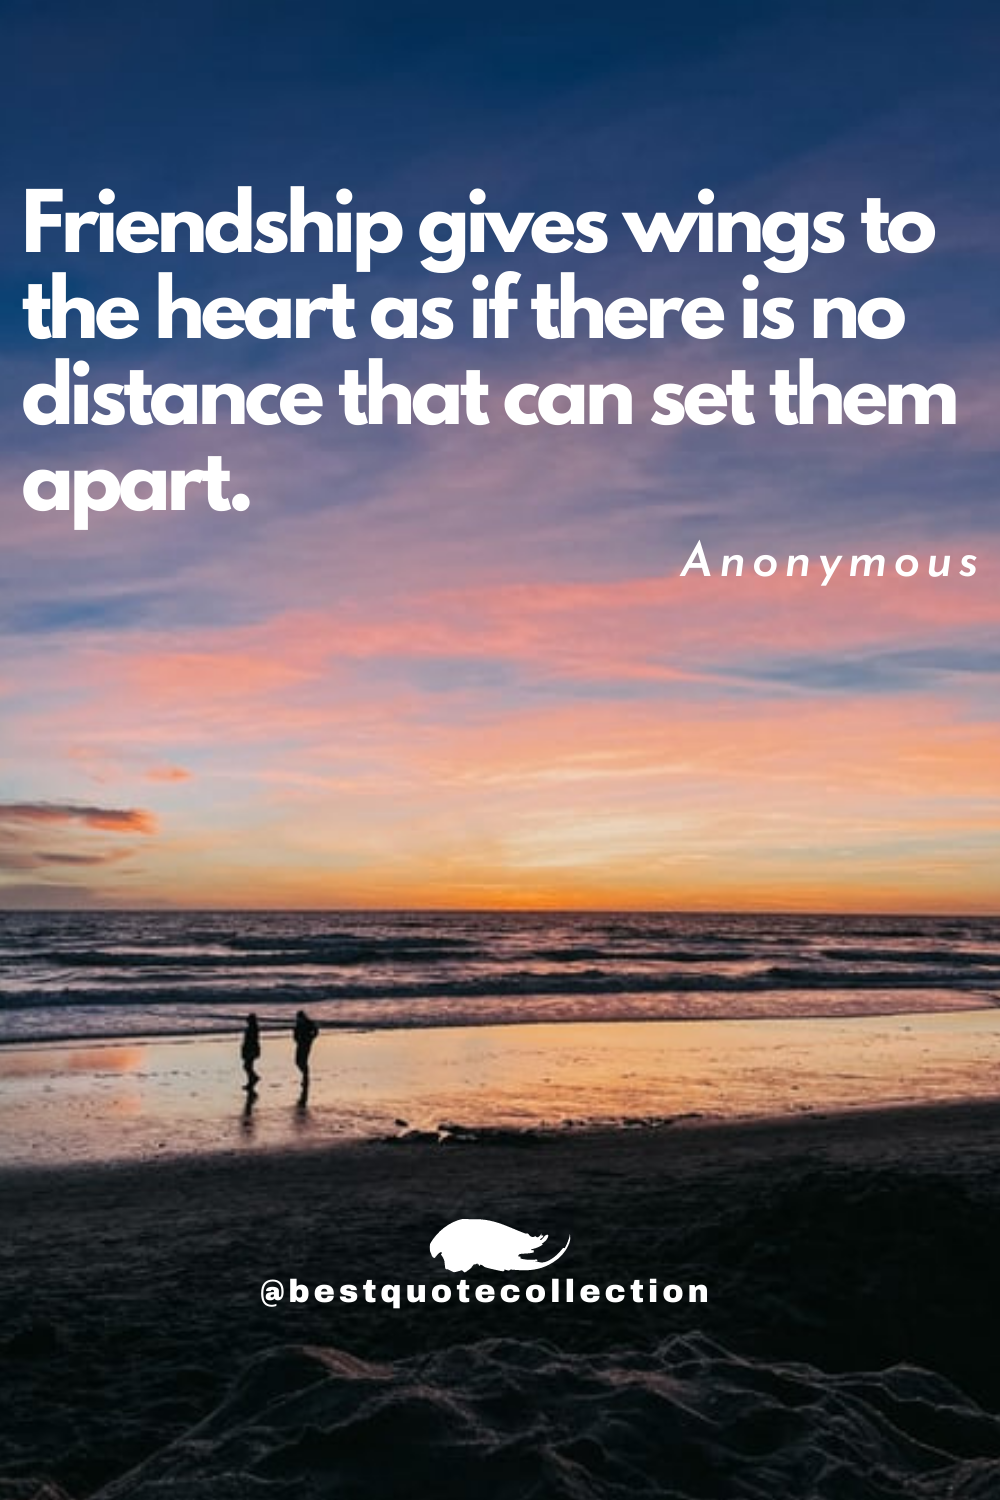 Friendship gives wings to
the heart as if there is no
distance that can set them
apart.
Anonymous
@bestquotecollection